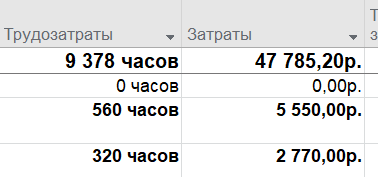 Трудозатраты Затраты Т
з
9 378 часов 47 785,20р.
0 часов 0,00р.
560 часов 5 550,00р.
320 часов 2 770,00р.